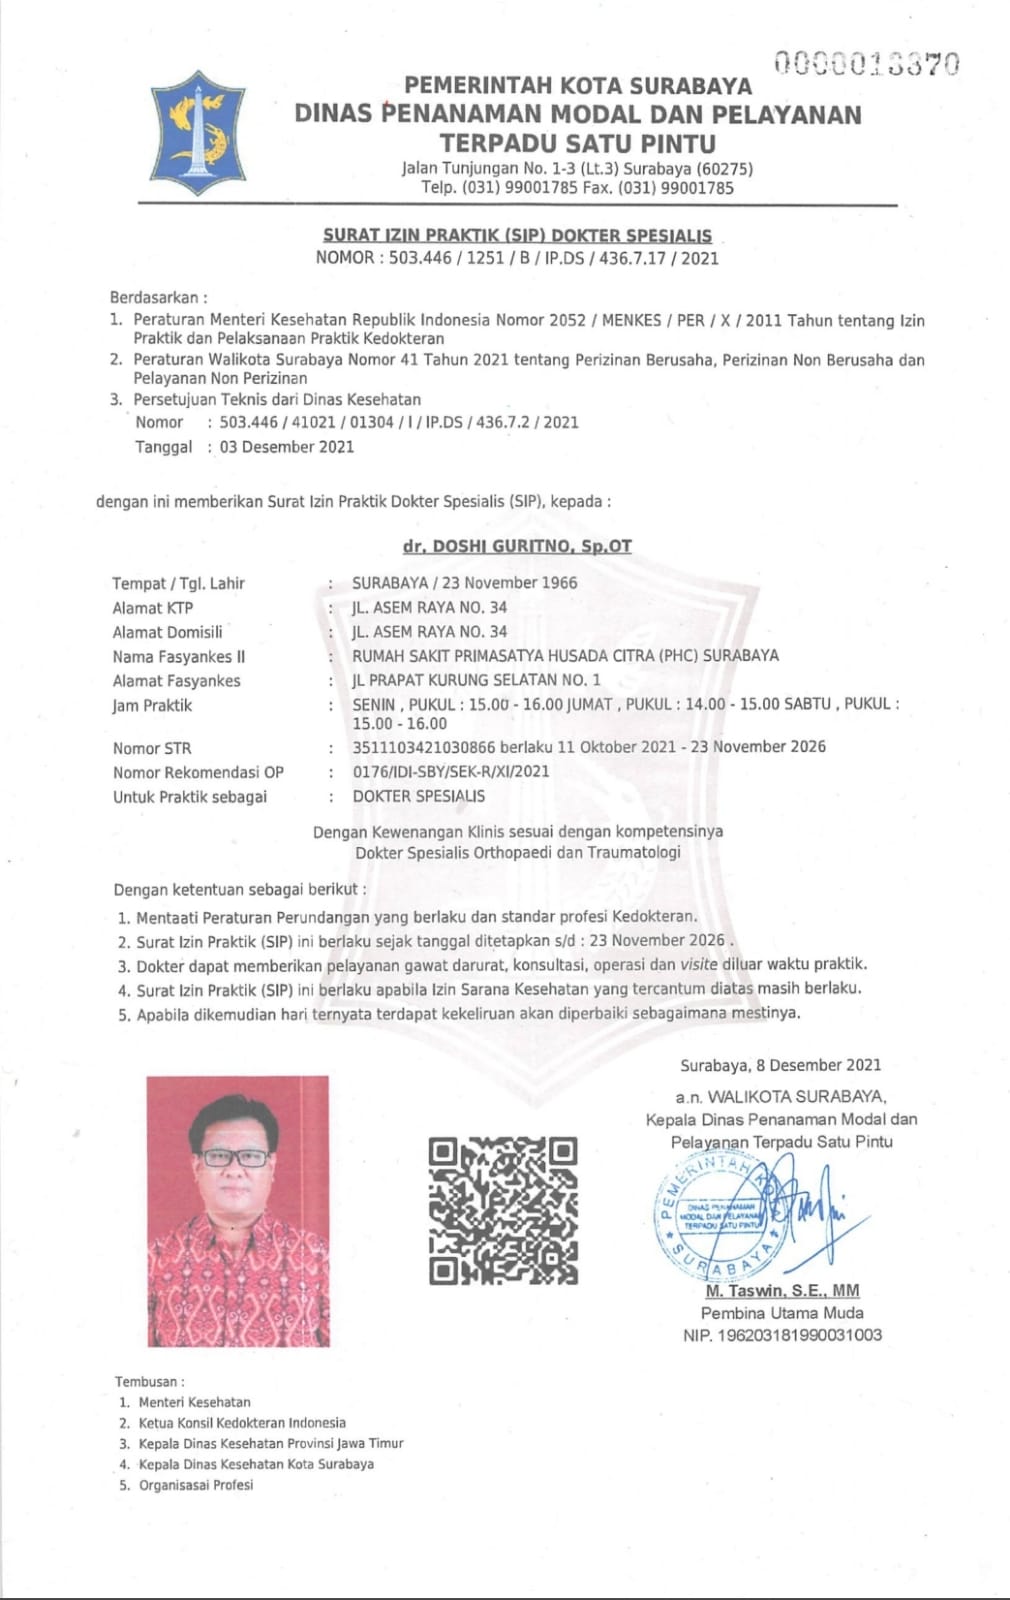 0000013370
PEMERINTAH KOTA SURABAYA
DINAS PENANAMAN MODAL DAN PELAYANAN
TERPADU SATU PINTU
Jalan Tunjungan No. 1-3 (Lt.3) Surabaya (60275)
Telp. (031) 99001785 Fax. (031) 99001785
SURAT IZIN PRAKTIK (SIP) DOKTER SPESIALIS
NOMOR : 503.446 / 1251 / B / IP.DS / 436.7.17 / 2021
Berdasarkan :
1. Peraturan Menteri Kesehatan Republik Indonesia Nomor 2052 / MENKES / PER / X / 2011 Tahun tentang Izin
Praktik dan Pelaksanaan Praktik Kedokteran
2. Peraturan Walikota Surabaya Nomor 41 Tahun 2021 tentang Perizinan Berusaha, Perizinan Non Berusaha dan
Pelayanan Non Perizinan
3. Persetujuan Teknis dari Dinas Kesehatan
Nomor : 503.446 / 41021 / 01304 / I / IP.DS / 436.7.2 / 2021
Tanggal : 03 Desember 2021
dengan ini memberikan Surat Izin Praktik Dokter Spesialis (SIP), kepada :
dr. DOSHI GURITNO, Sp.OT
Tempat / Tgl. Lahir : SURABAYA / 23 November 1966
Alamat KTP : JL. ASEM RAYA NO. 34
Alamat Domisili : JL. ASEM RAYA NO. 34
Nama Fasyankes II : RUMAH SAKIT PRIMASATYA HUSADA CITRA (PHC) SURABAYA
Alamat Fasyankes : JL PRAPAT KURUNG SELATAN NO. 1
Jam Praktik : SENIN , PUKUL : 15.00 - 16.00 JUMAT , PUKUL : 14.00 - 15.00 SABTU , PUKUL :
15.00 - 16.00
Nomor STR : 3511103421030866 berlaku 11 Oktober 2021 - 23 November 2026
Nomor Rekomendasi OP : 0176/IDI-SBY/SEK-R/XI/2021
Untuk Praktik sebagai : DOKTER SPESIALIS
Dengan Kewenangan Klinis sesuai dengan kompetensinya
Dokter Spesialis Orthopaedi dan Traumatologi
Dengan ketentuan sebagai berikut :
1. Mentaati Peraturan Perundangan yang berlaku dan standar profesi Kedokteran.
2. Surat Izin Praktik (SIP) ini berlaku sejak tanggal ditetapkan s/d : 23 November 2026 .
3. Dokter dapat memberikan pelayanan gawat darurat, konsultasi, operasi dan visite diluar waktu praktik.
4. Surat Izin Praktik (SIP) ini berlaku apabila Izin Sarana Kesehatan yang tercantum diatas masih berlaku.
5. Apabila dikemudian hari ternyata terdapat kekeliruan akan diperbaiki sebagaimana mestinya.
Surabaya, 8 Desember 2021
a.n. WALIKOTA SURABAYA,
Kepala Dinas Penanaman Modal dan
Pelayanan Terpadu Satu Pintu
PEMERINTAH KOTA
DINAS PENANAMAN
MODAL DAN PELAYANAN
TERPADU SATU PINTU
SURABAYA
M. Taswin, S.E., MM
Pembina Utama Muda
NIP. 196203181990031003
Tembusan :
1. Menteri Kesehatan
2. Ketua Konsil Kedokteran Indonesia
3. Kepala Dinas Kesehatan Provinsi Jawa Timur
4. Kepala Dinas Kesehatan Kota Surabaya
5. Organisasai Profesi